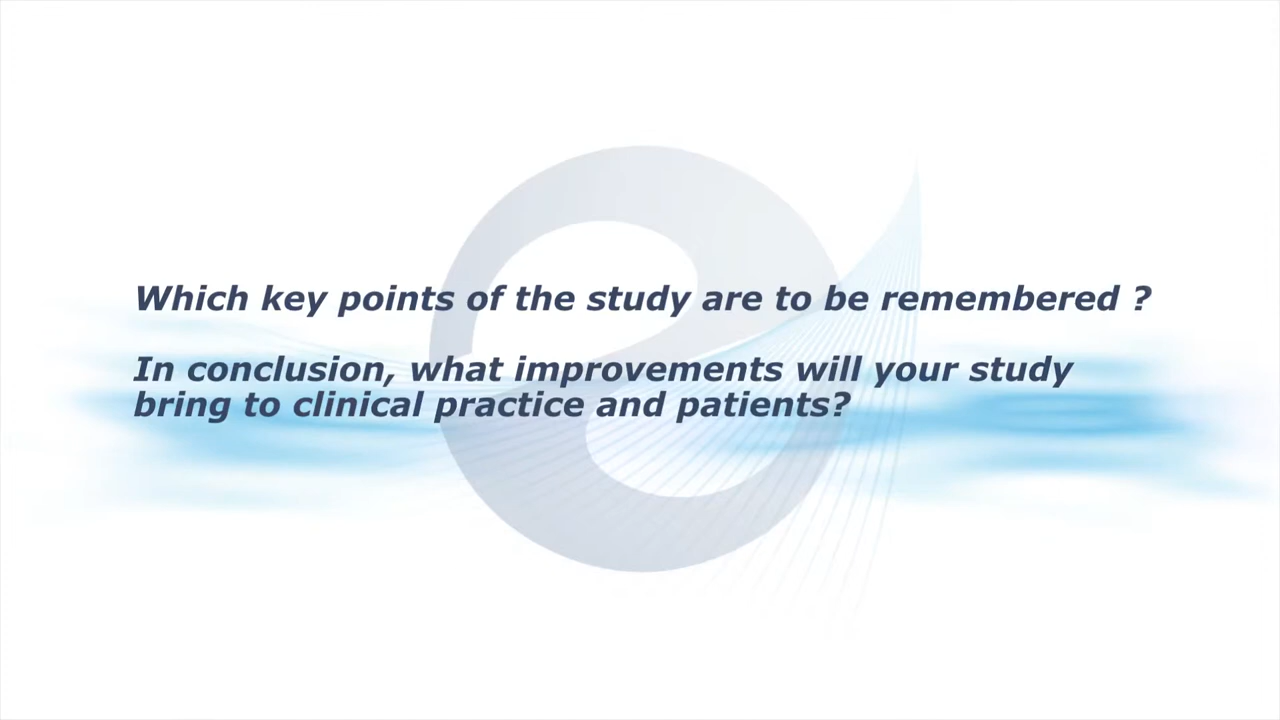 Which key points of the study are to be remembered ?
In conclusion, what improvements will your study
bring to clinical practice and patients?